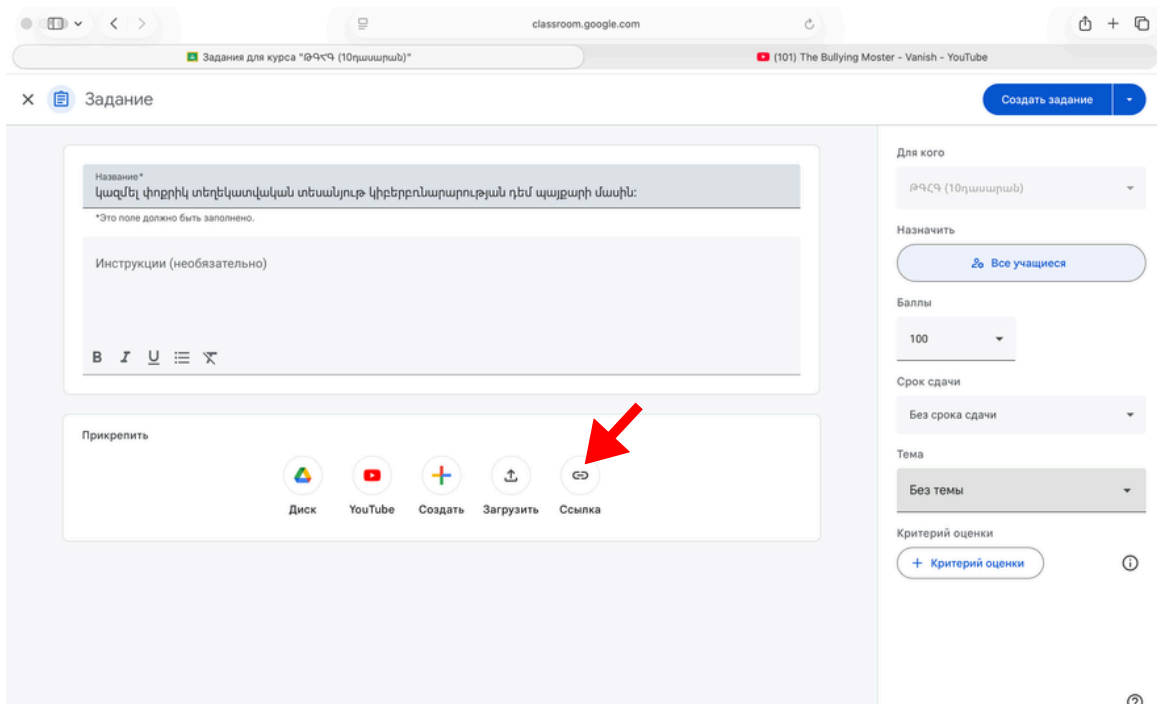 classroom.google.com
Задания для курса "ԹԳՀԳ (10դասարան)"
(101) The Bullying Moster - Vanish - YouTube
Задание
Создать задание
Название*
կազմել փոքրիկ տեղեկատվական տեսանյութ կիբերբռնարարության դեմ պայքարի մասին:
*Это поле должно быть заполнено.
Инструкции (необязательно)
B I U
Прикрепить
Диск
YouTube
Создать
Загрузить
Ссылка
Для кого
ԹԳՀԳ (10դասարան)
Назначить
Все учащиеся
Баллы
100
Срок сдачи
Без срока сдачи
Тема
Без темы
Критерий оценки
+ Критерий оценки